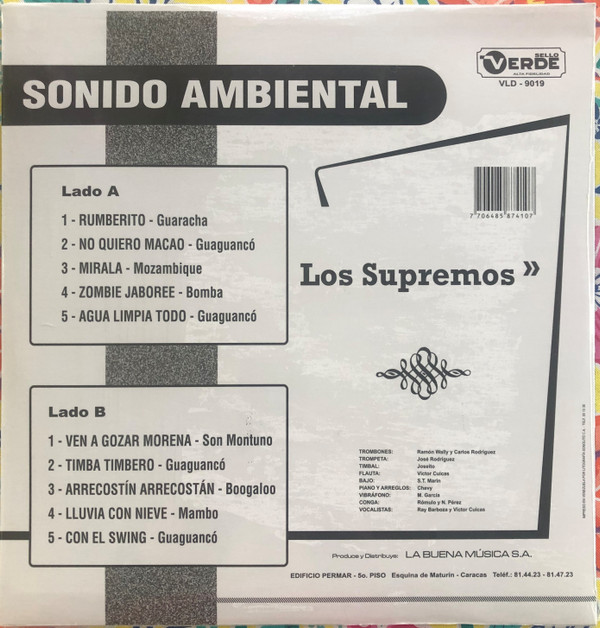 SELLO
VERDE
ALTA FIDELIDAD
VLD - 9019
SONIDO AMBIENTAL
Lado A
1 - RUMBERITO - Guaracha
2 - NO QUIERO MACAO - Guaguancó
3 - MIRALA - Mozambique
4 - ZOMBIE JABOREE - Bomba
5 - AGUA LIMPIA TODO - Guaguancó
7 706485 874107
Los Supremos »
Lado B
1 - VEN A GOZAR MORENA - Son Montuno
2 - TIMBA TIMBERO - Guaguancó
3 - ARRECOSTÍN ARRECOSTÁN - Boogaloo
4 - LLUVIA CON NIEVE - Mambo
5 - CON EL SWING - Guaguancó
TROMBONES: Ramón Wally y Carlos Rodríguez
TROMPETA: José Rodríguez
TIMBAL: Joseíto
FLAUTA: Víctor Cuicas
BAJO: S.T. Marín
PIANO Y ARREGLOS: Chavy
VIBRÁFONO: M. García
CONGA: Rómulo y N. Pérez
VOCALISTAS: Ray Barboza y Víctor Cuicas
Produce y Distribuye: LA BUENA MÚSICA S.A.
EDIFICIO PERMAR - 5o. PISO Esquina de Maturín - Caracas Teléf.: 81.44.23 - 81.47.23